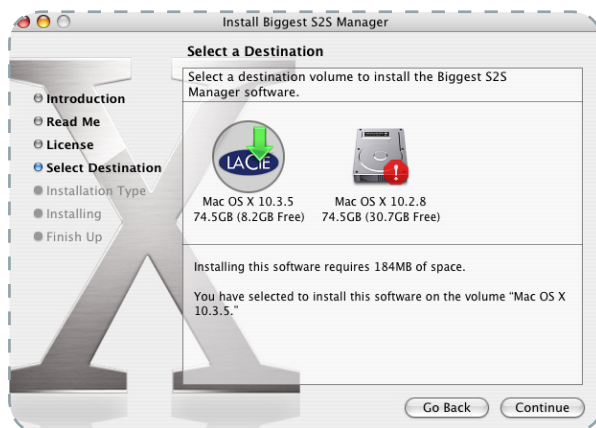 Install Biggest S2S Manager
Select a Destination
Introduction
Read Me
License
Select Destination
Installation Type
Installing
Finish Up
Select a destination volume to install the Biggest S2S
Manager software.
LACIE
Mac OS X 10.3.5
74.5GB (8.2GB Free)
Mac OS X 10.2.8
74.5GB (30.7GB Free)
Installing this software requires 184MB of space.
You have selected to install this software on the volume “Mac OS X
10.3.5.”
Go Back
Continue